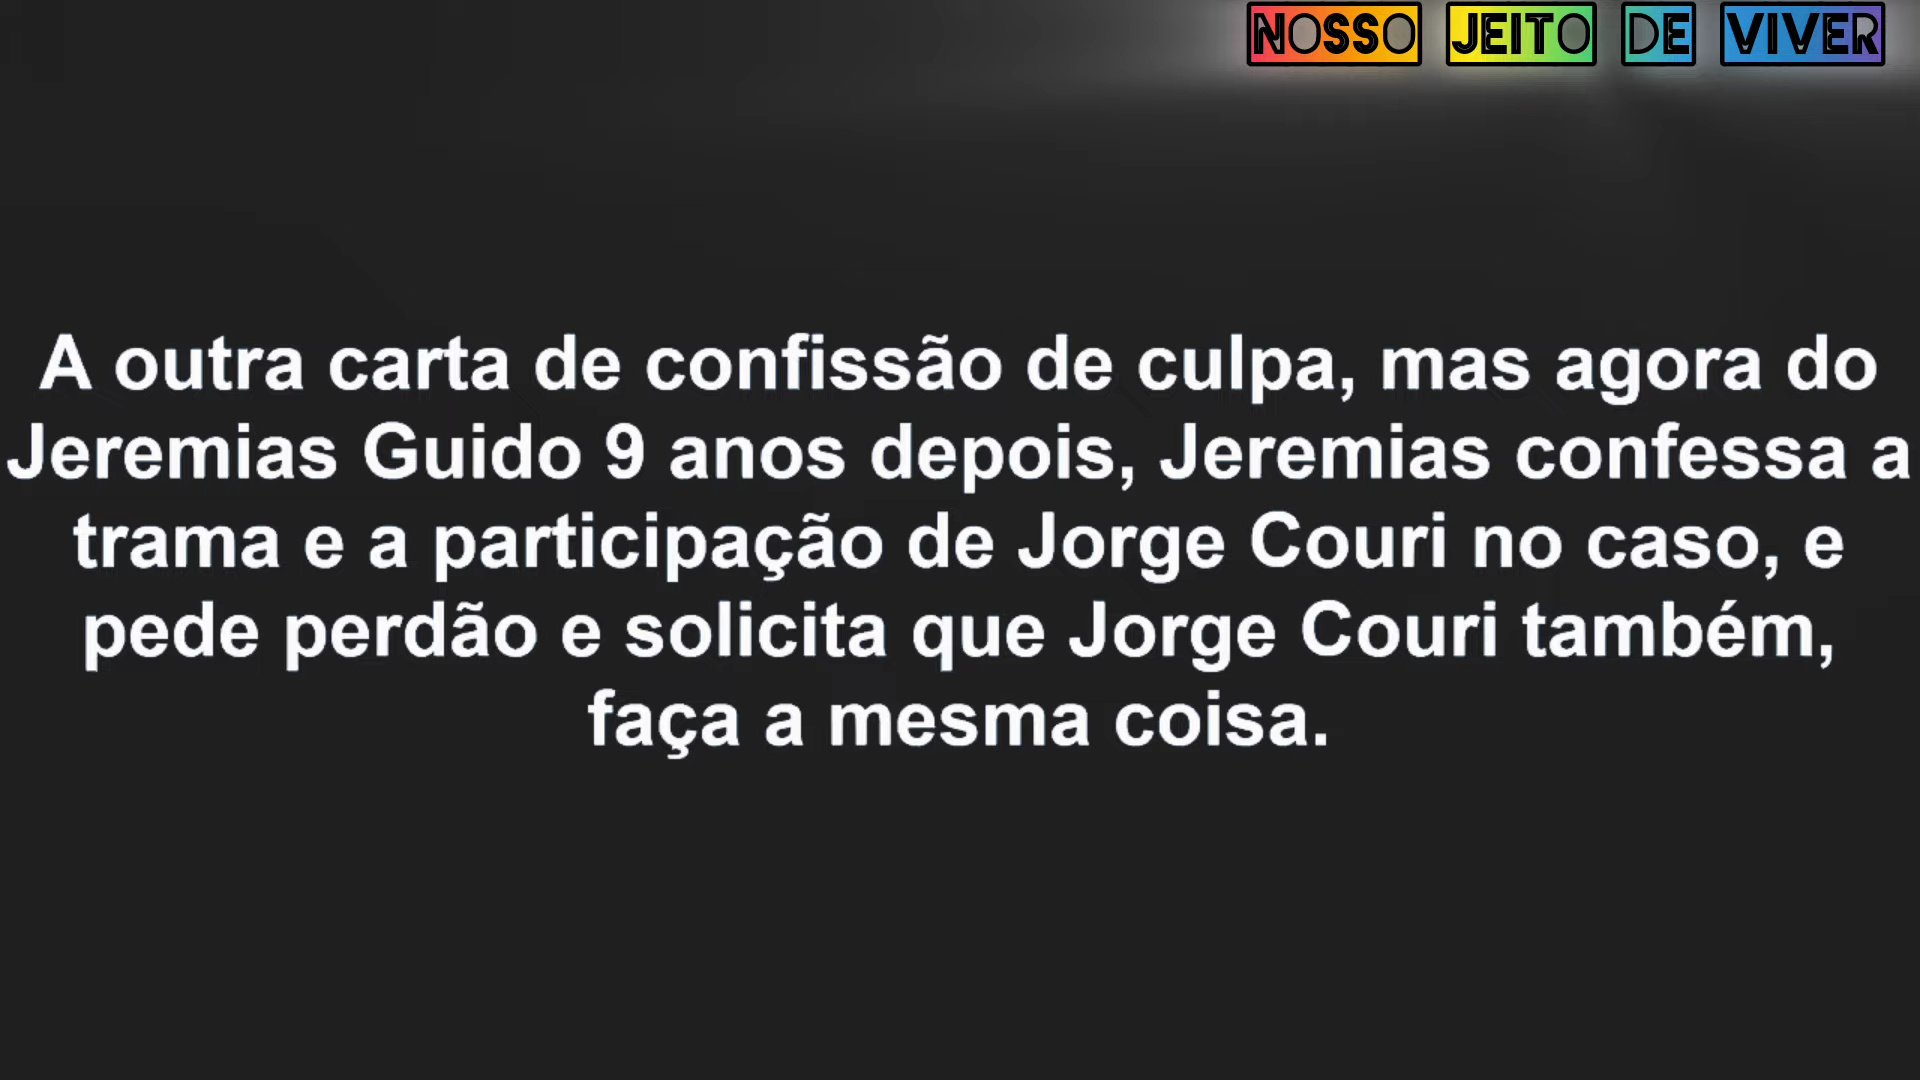 NOSSO JEITO DE VIVER
A outra carta de confissão de culpa, mas agora do
Jeremias Guido 9 anos depois, Jeremias confessa a
trama e a participação de Jorge Couri no caso, e
pede perdão e solicita que Jorge Couri também,
faça a mesma coisa.